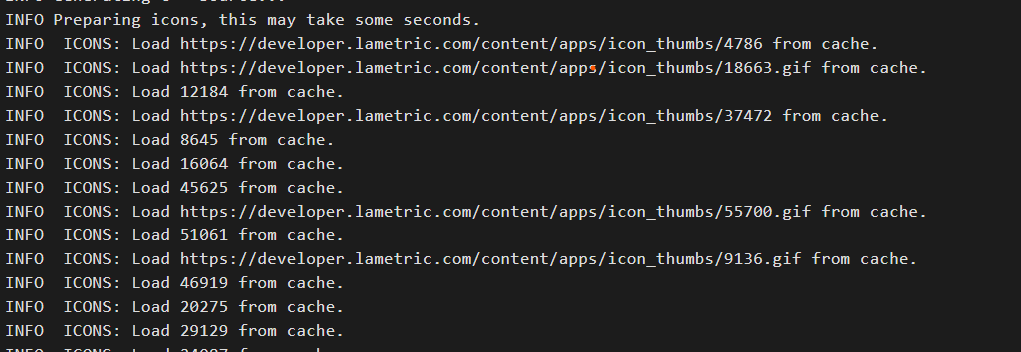 INFO Preparing icons, this may take some seconds.
INFO  ICONS: Load https://developer.lametric.com/content/apps/icon_thumbs/4786 from cache.
INFO  ICONS: Load https://developer.lametric.com/content/apps/icon_thumbs/18663.gif from cache.
INFO  ICONS: Load 12184 from cache.
INFO  ICONS: Load https://developer.lametric.com/content/apps/icon_thumbs/37472 from cache.
INFO  ICONS: Load 8645 from cache.
INFO  ICONS: Load 16064 from cache.
INFO  ICONS: Load 45625 from cache.
INFO  ICONS: Load https://developer.lametric.com/content/apps/icon_thumbs/55700.gif from cache.
INFO  ICONS: Load 51061 from cache.
INFO  ICONS: Load https://developer.lametric.com/content/apps/icon_thumbs/9136.gif from cache.
INFO  ICONS: Load 46919 from cache.
INFO  ICONS: Load 20275 from cache.
INFO  ICONS: Load 29129 from cache.